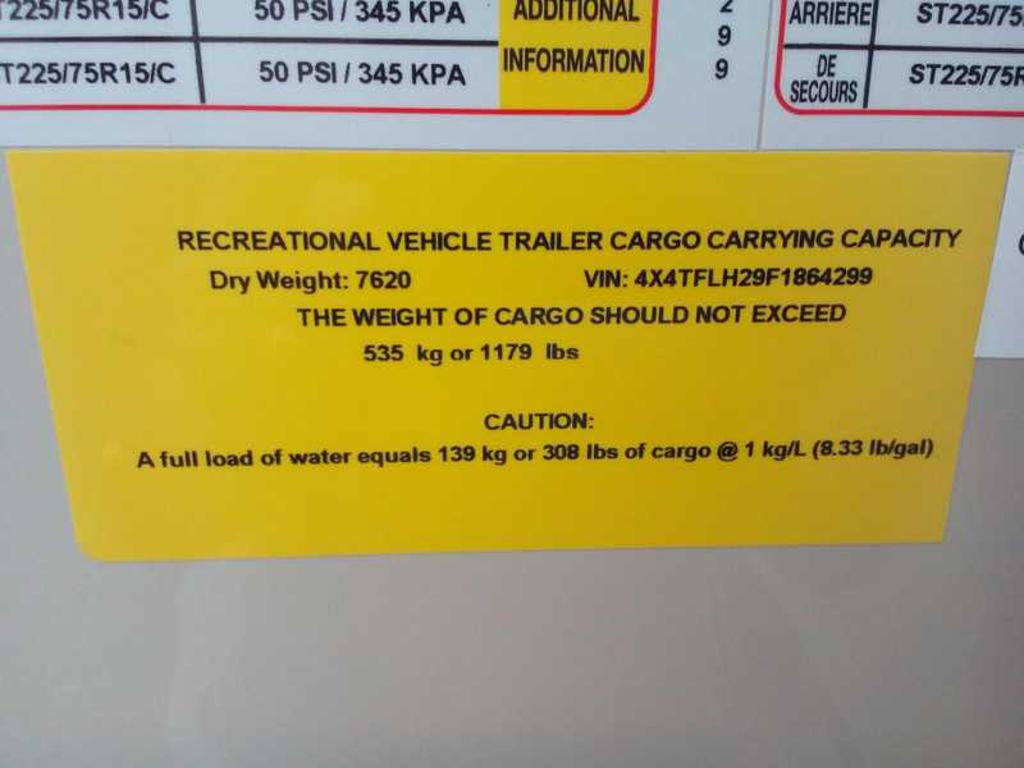 225/75R15/C 50 PSI / 345 KPA ADDITIONAL 2 ARRIERE ST225/75
9
T225/75R15/C 50 PSI / 345 KPA INFORMATION 9 DE SECOURS ST225/75R
RECREATIONAL VEHICLE TRAILER CARGO CARRYING CAPACITY
Dry Weight: 7620 VIN: 4X4TFLH29F1864299
THE WEIGHT OF CARGO SHOULD NOT EXCEED
535 kg or 1179 lbs
CAUTION:
A full load of water equals 139 kg or 308 lbs of cargo @ 1 kg/L (8.33 lb/gal)